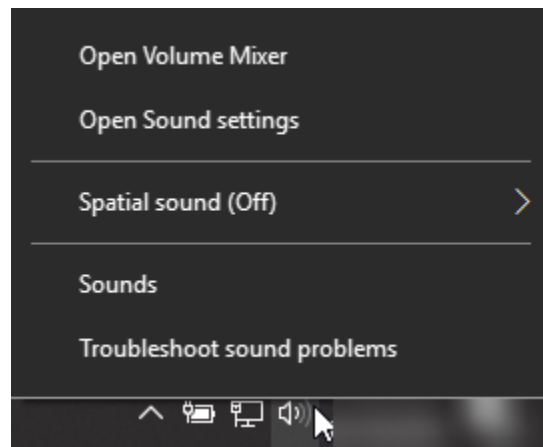 Open Volume Mixer
Open Sound settings
Spatial sound (Off)
Sounds
Troubleshoot sound problems